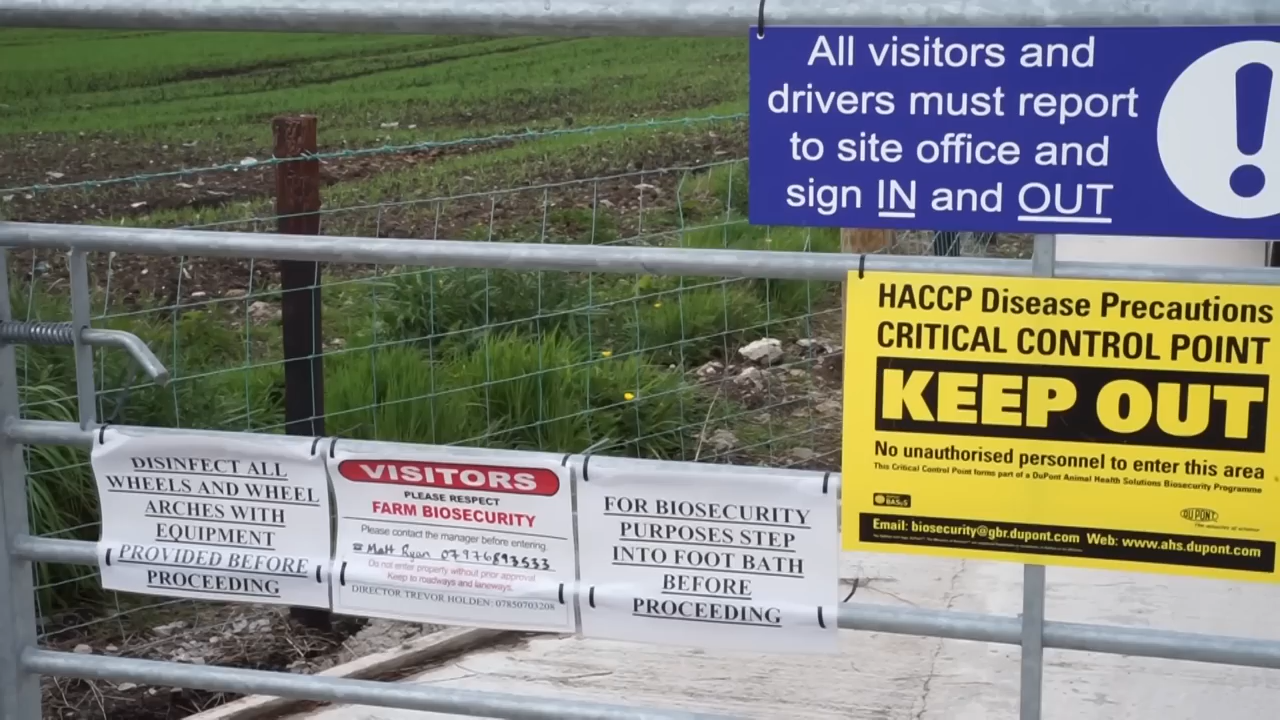 All visitors and
drivers must report
to site office and
sign IN and OUT
!
HACCP Disease Precautions
CRITICAL CONTROL POINT
KEEP OUT
No unauthorised personnel to enter this area
This Critical Control Point forms part of a DuPont Animal Health Solutions Biosecurity Programme
BASIS
DUPONT
The miracles of science
Email: biosecurity@gbr.dupont.com Web: www.ahs.dupont.com
DISINFECT ALL
WHEELS AND WHEEL
ARCHES WITH
EQUIPMENT
PROVIDED BEFORE
PROCEEDING
VISITORS
PLEASE RESPECT
FARM BIOSECURITY
Please contact the manager before entering.
Matt Ryan 07976893533
Do not enter property without prior approval
Keep to roadways and laneways.
DIRECTOR TREVOR HOLDEN: 07850703208
FOR BIOSECURITY
PURPOSES STEP
INTO FOOT BATH
BEFORE
PROCEEDING